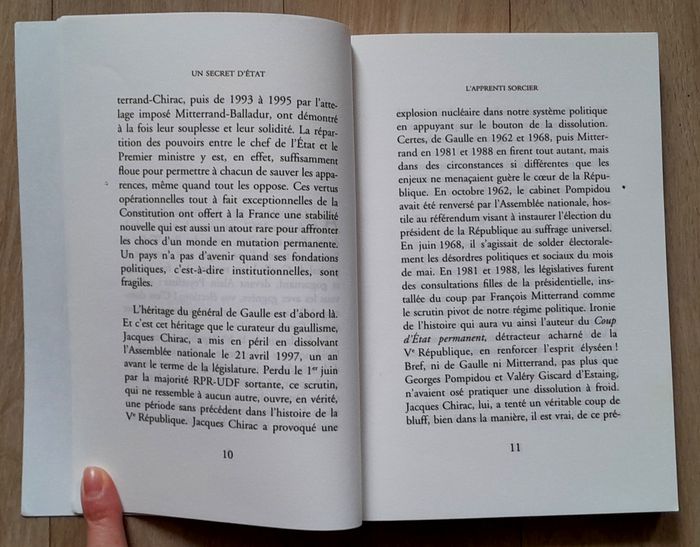 UN SECRET D'ÉTAT
terrand-Chirac, puis de 1993 à 1995 par l'atte-
lage imposé Mitterrand-Balladur, ont démontré
à la fois leur souplesse et leur solidité. La répar-
tition des pouvoirs entre le chef de l'État et le
Premier ministre y est, en effet, suffisamment
floue pour permettre à chacun de sauver les appa-
rences, même quand tout les oppose. Ces vertus
opérationnelles tout à fait exceptionnelles de la
Constitution ont offert à la France une stabilité
nouvelle qui est aussi un atout rare pour affronter
les chocs d'un monde en mutation permanente.
Un pays n'a pas d'avenir quand ses fondations
politiques, c'est-à-dire institutionnelles, sont
fragiles.
L'héritage du général de Gaulle est d'abord là.
Et c'est cet héritage que le curateur du gaullisme,
Jacques Chirac, a mis en péril en dissolvant
l'Assemblée nationale le 21 avril 1997, un an
avant le terme de la législature. Perdu le 1er juin
par la majorité RPR-UDF sortante, ce scrutin,
qui ne ressemble à aucun autre, ouvre, en vérité,
une période sans précédent dans l'histoire de la
Ve République. Jacques Chirac a provoqué une
10
L'APPRENTI SORCIER
explosion nucléaire dans notre système politique
en appuyant sur le bouton de la dissolution.
Certes, de Gaulle en 1962 et 1968, puis Mitter-
rand en 1981 et 1988 en firent tout autant, mais
dans des circonstances si différentes que les
enjeux ne menaçaient guère le cœur de la Répu-
blique. En octobre 1962, le cabinet Pompidou
avait été renversé par l'Assemblée nationale, hos-
tile au référendum visant à instaurer l'élection du
président de la République au suffrage universel.
En juin 1968, il s'agissait de solder électorale-
ment les désordres politiques et sociaux du mois
de mai. En 1981 et 1988, les législatives furent
des consultations filles de la présidentielle, ins-
tallée du coup par François Mitterrand comme
le scrutin pivot de notre régime politique. Ironie
de l'histoire qui aura vu ainsi l'auteur du Coup
d'État permanent, détracteur acharné de la
Ve République, en renforcer l'esprit élyséen !
Bref, ni de Gaulle ni Mitterrand, pas plus que
Georges Pompidou et Valéry Giscard d'Estaing,
n'avaient osé pratiquer une dissolution à froid.
Jacques Chirac, lui, a tenté un véritable coup de
bluff, bien dans la manière, il est vrai, de ce pré-
11